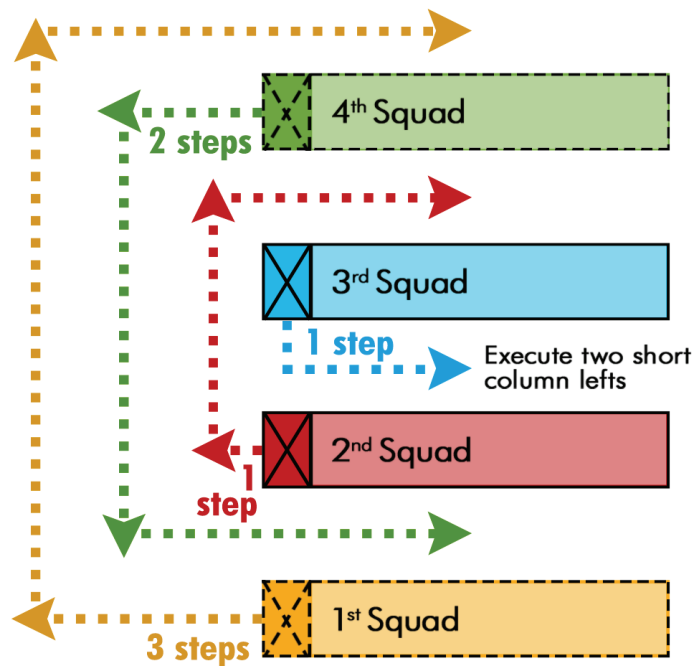 4th Squad
2 steps
3rd Squad
1 step
Execute two short
column lefts
2nd Squad
1
step
1st Squad
3 steps